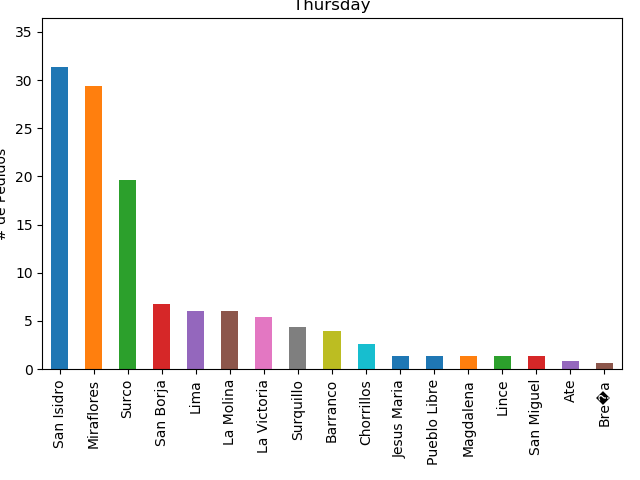 Thursday
# de Pedidos
35
30
25
20
15
10
5
0
San Isidro
Miraflores
Surco
San Borja
Lima
La Molina
La Victoria
Surquillo
Barranco
Chorrillos
Jesus Maria
Pueblo Libre
Magdalena
Lince
San Miguel
Ate
Bre�a